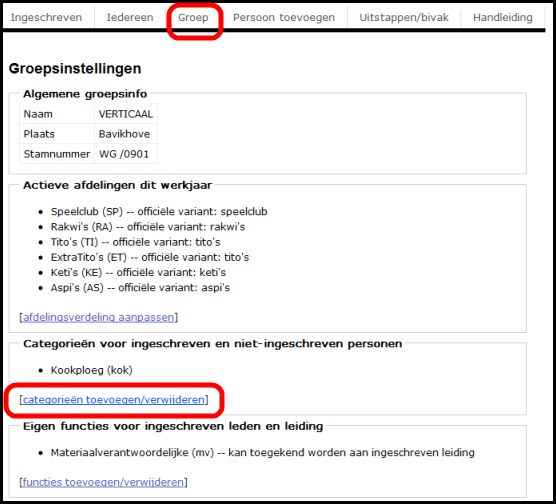 Ingeschreven Iedereen Groep Persoon toevoegen Uitstappen/bivak Handleiding
Groepsinstellingen
Algemene groepsinfo
Naam VERTICAAL
Plaats Bavikhove
Stamnummer WG /0901
Actieve afdelingen dit werkjaar
• Speelclub (SP) -- officiële variant: speelclub
• Rakwi's (RA) -- officiële variant: rakwi's
• Tito's (TI) -- officiële variant: tito's
• ExtraTito's (ET) -- officiële variant: tito's
• Keti's (KE) -- officiële variant: keti's
• Aspi's (AS) -- officiële variant: aspi's
[afdelingsverdeling aanpassen]
Categorieën voor ingeschreven en niet-ingeschreven personen
• Kookploeg (kok)
[categorieën toevoegen/verwijderen]
Eigen functies voor ingeschreven leden en leiding
• Materiaalverantwoordelijke (mv) -- kan toegekend worden aan ingeschreven leiding
[functies toevoegen/verwijderen]